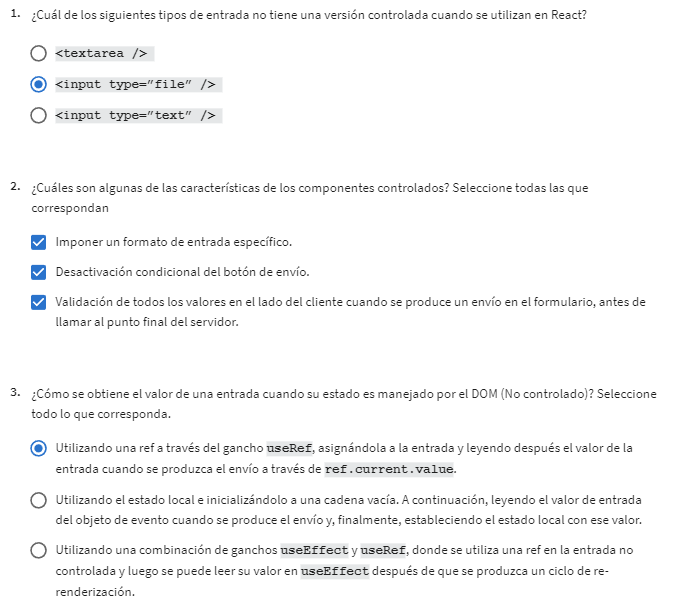 1. ¿Cuál de los siguientes tipos de entrada no tiene una versión controlada cuando se utilizan en React?
<textarea />
<input type="file" />
<input type="text" />
2. ¿Cuáles son algunas de las características de los componentes controlados? Seleccione todas las que
correspondan
Imponer un formato de entrada específico.
Desactivación condicional del botón de envío.
Validación de todos los valores en el lado del cliente cuando se produce un envío en el formulario, antes de
llamar al punto final del servidor.
3. ¿Cómo se obtiene el valor de una entrada cuando su estado es manejado por el DOM (No controlado)? Seleccione
todo lo que corresponda.
Utilizando una ref a través del gancho useRef, asignándola a la entrada y leyendo después el valor de la
entrada cuando se produzca el envío a través de ref.current.value.
Utilizando el estado local e inicializándolo a una cadena vacía. A continuación, leyendo el valor de entrada
del objeto de evento cuando se produce el envío y, finalmente, estableciendo el estado local con ese valor.
Utilizando una combinación de ganchos useEffect y useRef, donde se utiliza una ref en la entrada no
controlada y luego se puede leer su valor en useEffect después de que se produzca un ciclo de re-
renderización.